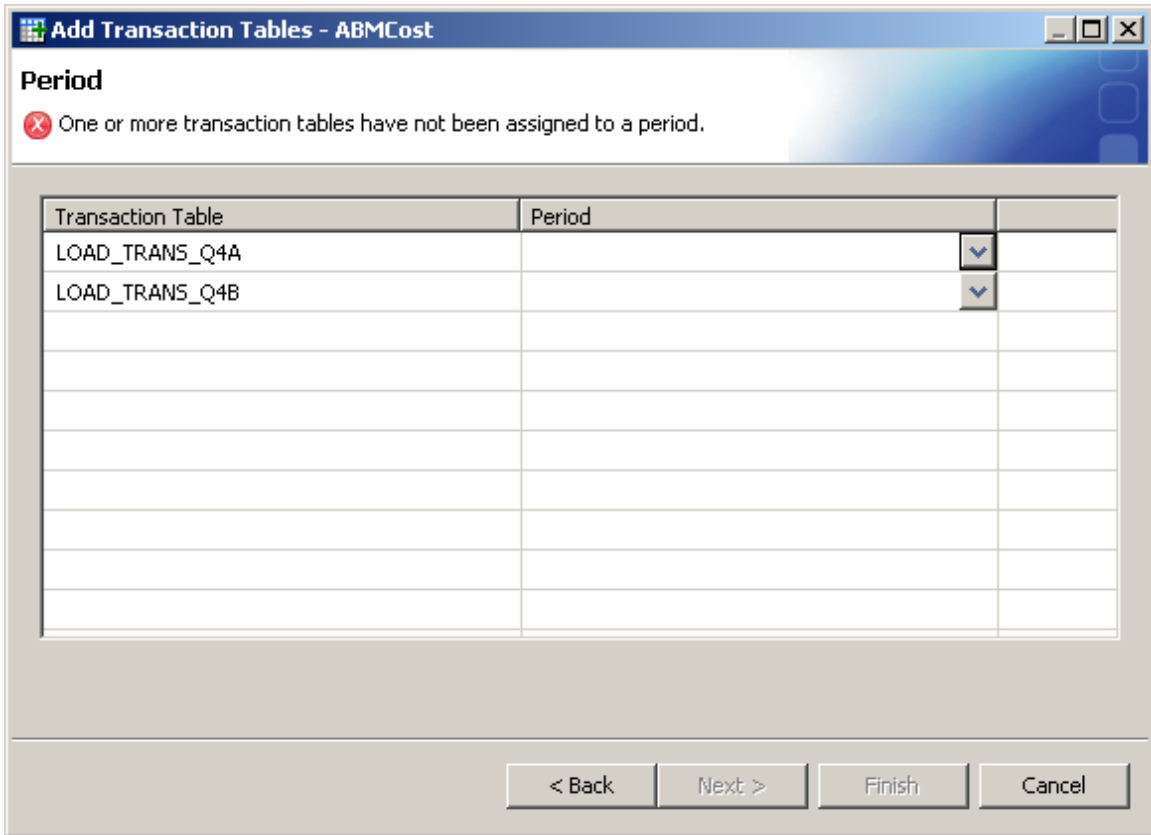 Add Transaction Tables - ABMCost
Period
One or more transaction tables have not been assigned to a period.
Transaction Table Period
LOAD_TRANS_Q4A
LOAD_TRANS_Q4B
< Back Next > Finish Cancel